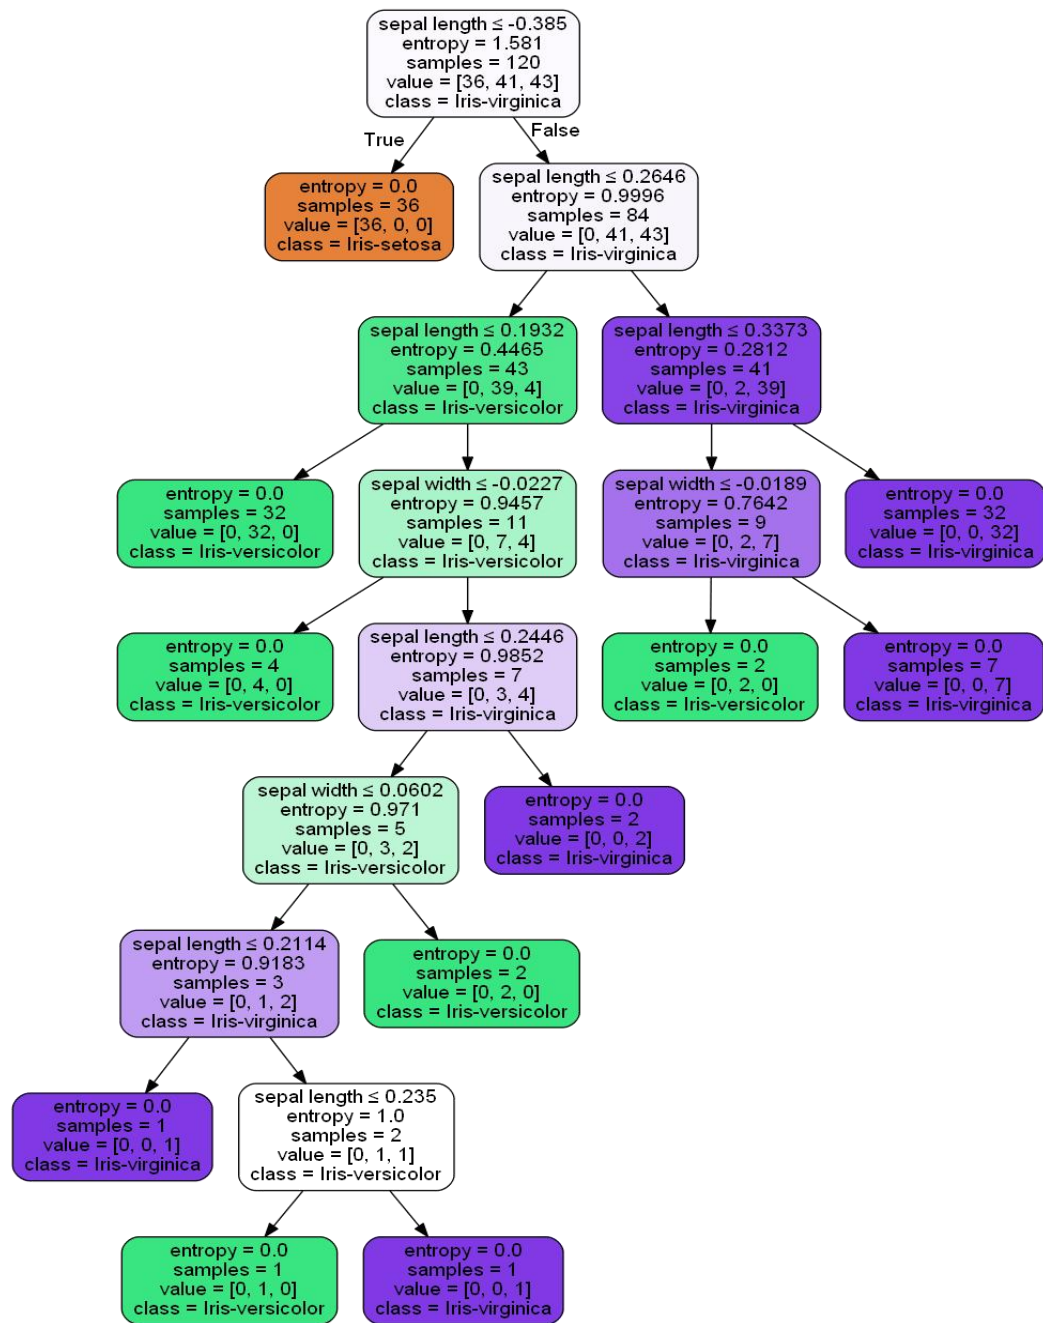 sepal length ≤ -0.385
entropy = 1.581
samples = 120
value = [36, 41, 43]
class = Iris-virginica
True
False
entropy = 0.0
samples = 36
value = [36, 0, 0]
class = Iris-setosa
sepal length ≤ 0.2646
entropy = 0.9996
samples = 84
value = [0, 41, 43]
class = Iris-virginica
sepal length ≤ 0.1932
entropy = 0.4465
samples = 43
value = [0, 39, 4]
class = Iris-versicolor
sepal length ≤ 0.3373
entropy = 0.2812
samples = 41
value = [0, 2, 39]
class = Iris-virginica
entropy = 0.0
samples = 32
value = [0, 32, 0]
class = Iris-versicolor
sepal width ≤ -0.0227
entropy = 0.9457
samples = 11
value = [0, 7, 4]
class = Iris-versicolor
sepal width ≤ -0.0189
entropy = 0.7642
samples = 9
value = [0, 2, 7]
class = Iris-virginica
entropy = 0.0
samples = 32
value = [0, 0, 32]
class = Iris-virginica
entropy = 0.0
samples = 4
value = [0, 4, 0]
class = Iris-versicolor
sepal length ≤ 0.2446
entropy = 0.9852
samples = 7
value = [0, 3, 4]
class = Iris-virginica
entropy = 0.0
samples = 2
value = [0, 2, 0]
class = Iris-versicolor
entropy = 0.0
samples = 7
value = [0, 0, 7]
class = Iris-virginica
sepal width ≤ 0.0602
entropy = 0.971
samples = 5
value = [0, 3, 2]
class = Iris-versicolor
entropy = 0.0
samples = 2
value = [0, 0, 2]
class = Iris-virginica
sepal length ≤ 0.2114
entropy = 0.9183
samples = 3
value = [0, 1, 2]
class = Iris-virginica
entropy = 0.0
samples = 2
value = [0, 2, 0]
class = Iris-versicolor
entropy = 0.0
samples = 1
value = [0, 0, 1]
class = Iris-virginica
sepal length ≤ 0.235
entropy = 1.0
samples = 2
value = [0, 1, 1]
class = Iris-versicolor
entropy = 0.0
samples = 1
value = [0, 1, 0]
class = Iris-versicolor
entropy = 0.0
samples = 1
value = [0, 0, 1]
class = Iris-virginica